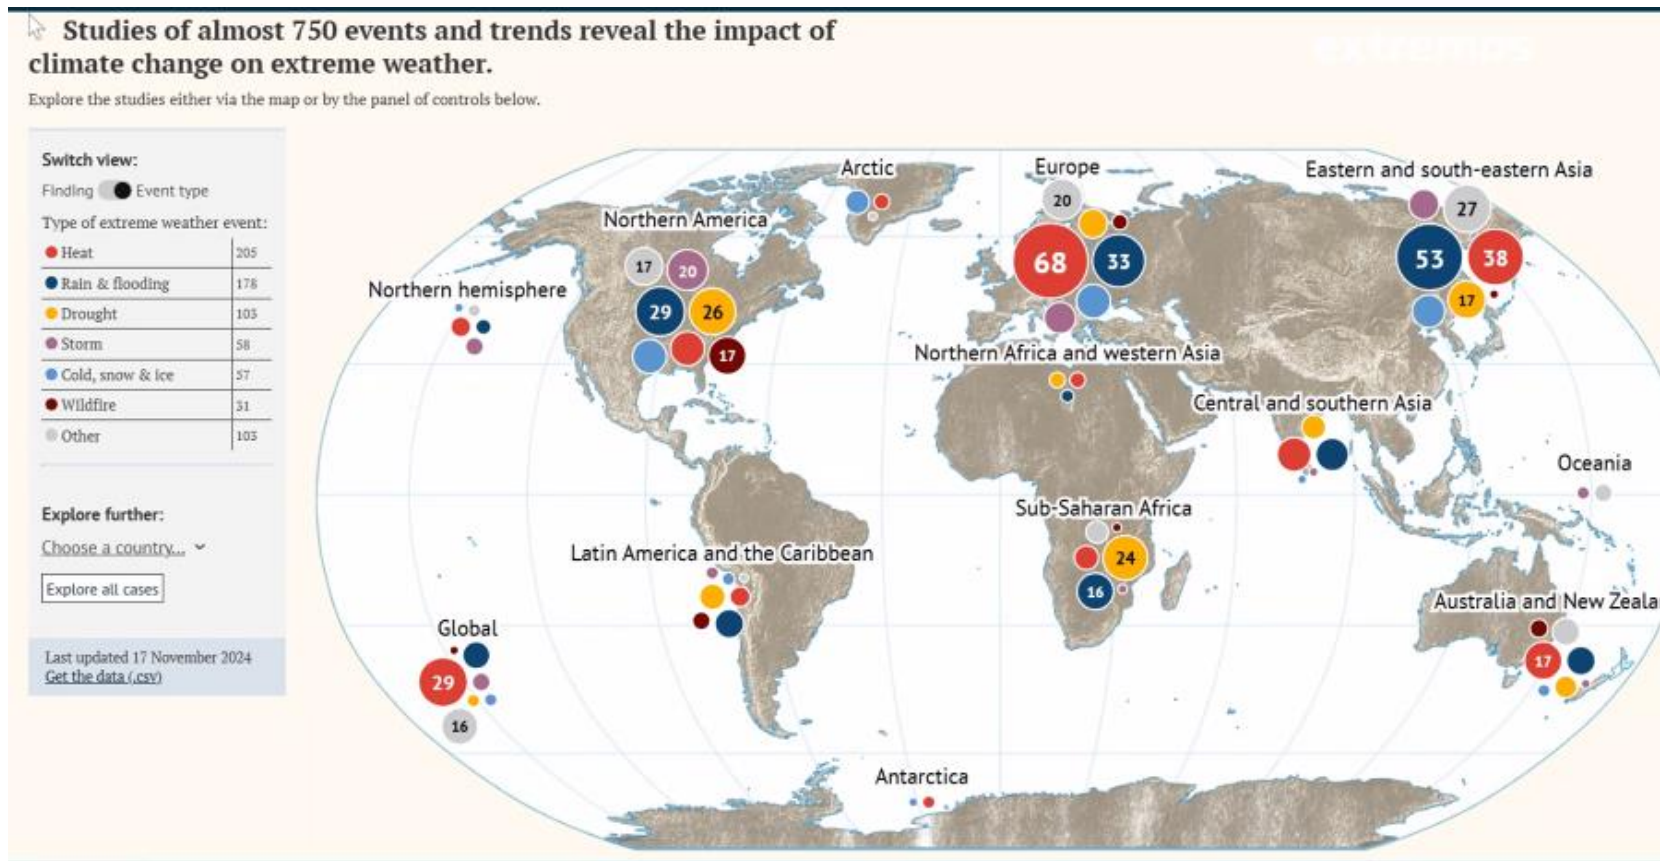 Studies of almost 750 events and trends reveal the impact of
climate change on extreme weather.
Explore the studies either via the map or by the panel of controls below.
Switch view:
Finding Event type
Type of extreme weather event:
Heat 205
Rain & flooding 178
Drought 103
Storm 58
Cold, snow & ice 57
Wildfire 31
Other 103
Explore further:
Choose a country...
Explore all cases
Last updated 17 November 2024
Get the data (.csv)
extremes
Arctic
Europe
20
68 33
Eastern and south-eastern Asia
27
53 38
17
Northern America
17 20
29 26
17
Northern hemisphere
Northern Africa and western Asia
Central and southern Asia
Oceania
Sub-Saharan Africa
24
16
Latin America and the Caribbean
Australia and New Zeala
17
Global
29
16
Antarctica